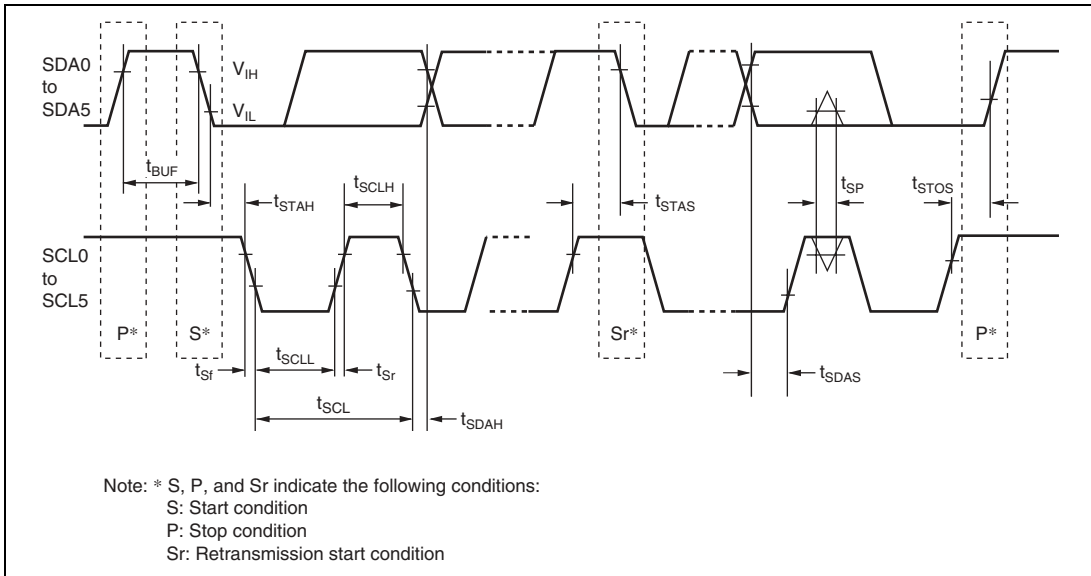 SDA0
to
SDA5
V_IH
V_IL
t_BUF
t_STAH
t_SCLH
t_STAS
t_SP
t_STOS
SCL0
to
SCL5
P*
S*
Sr*
P*
t_Sf
t_SCLL
t_Sr
t_SCL
t_SDAH
t_SDAS
Note: * S, P, and Sr indicate the following conditions:
S: Start condition
P: Stop condition
Sr: Retransmission start condition